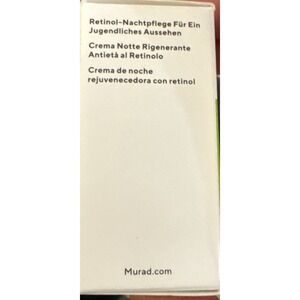 Retinol-Nachtpflege Für Ein
Jugendliches Aussehen
Crema Notte Rigenerante
Antietà al Retinolo
Crema de noche
rejuvenecedora con retinol
Murad.com